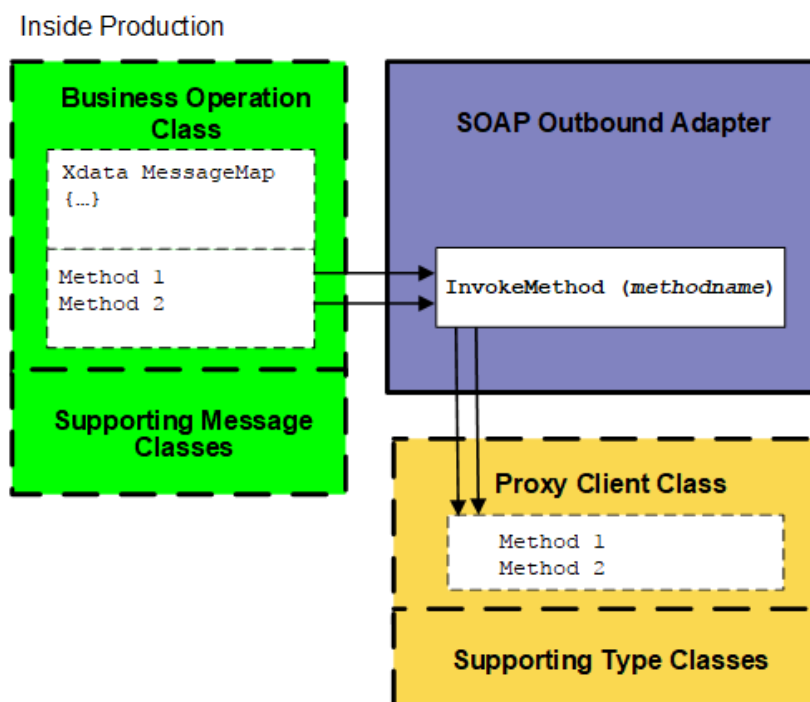 Inside Production
Business Operation
Class
Xdata MessageMap
{…}
Method 1
Method 2
Supporting Message
Classes
SOAP Outbound Adapter
InvokeMethod (methodname)
Proxy Client Class
Method 1
Method 2
Supporting Type Classes